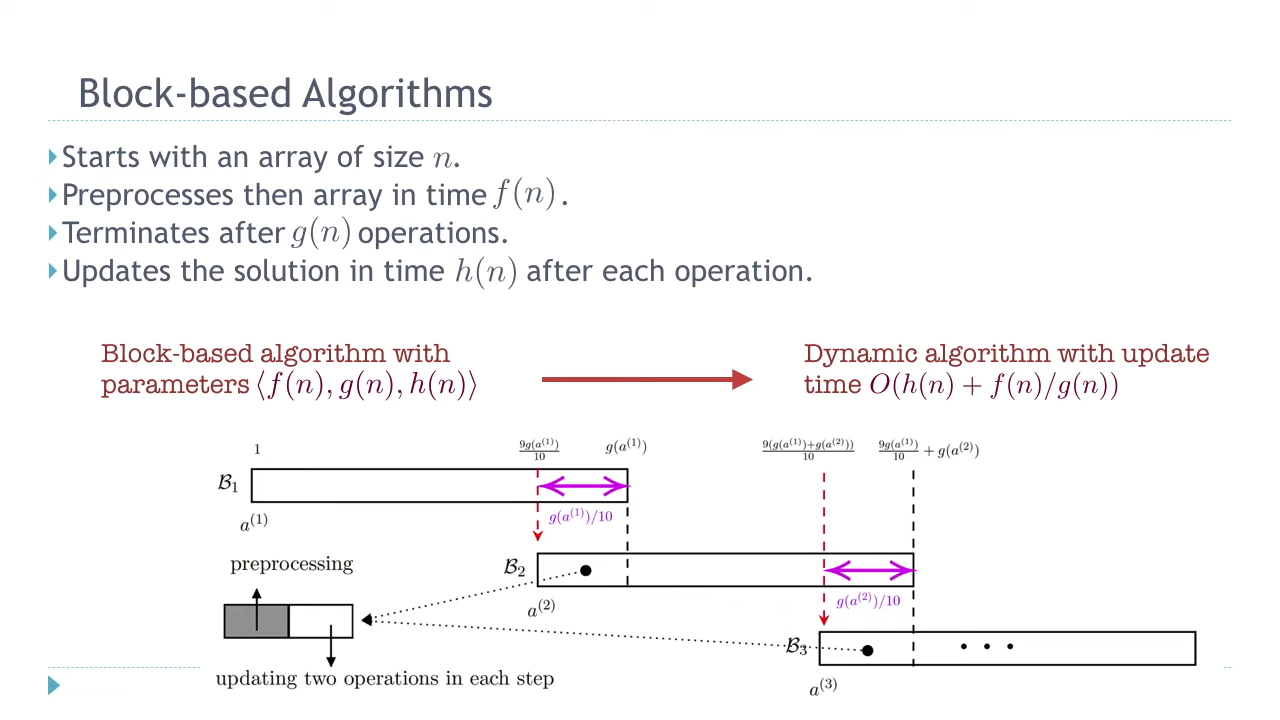 Block-based Algorithms
Starts with an array of size n.
Preprocesses then array in time f(n).
Terminates after g(n) operations.
Updates the solution in time h(n) after each operation.
Block-based algorithm with
parameters ⟨f(n), g(n), h(n)⟩
Dynamic algorithm with update
time O(h(n) + f(n)/g(n))
1
9g(a^{(1)})/10
g(a^{(1)})
9(g(a^{(1)})+g(a^{(2)}))/10
9g(a^{(1)})/10 + g(a^{(2)})
B_1
a^{(1)}
g(a^{(1)})/10
preprocessing
B_2
a^{(2)}
g(a^{(2)})/10
B_3
. . .
updating two operations in each step
a^{(3)}